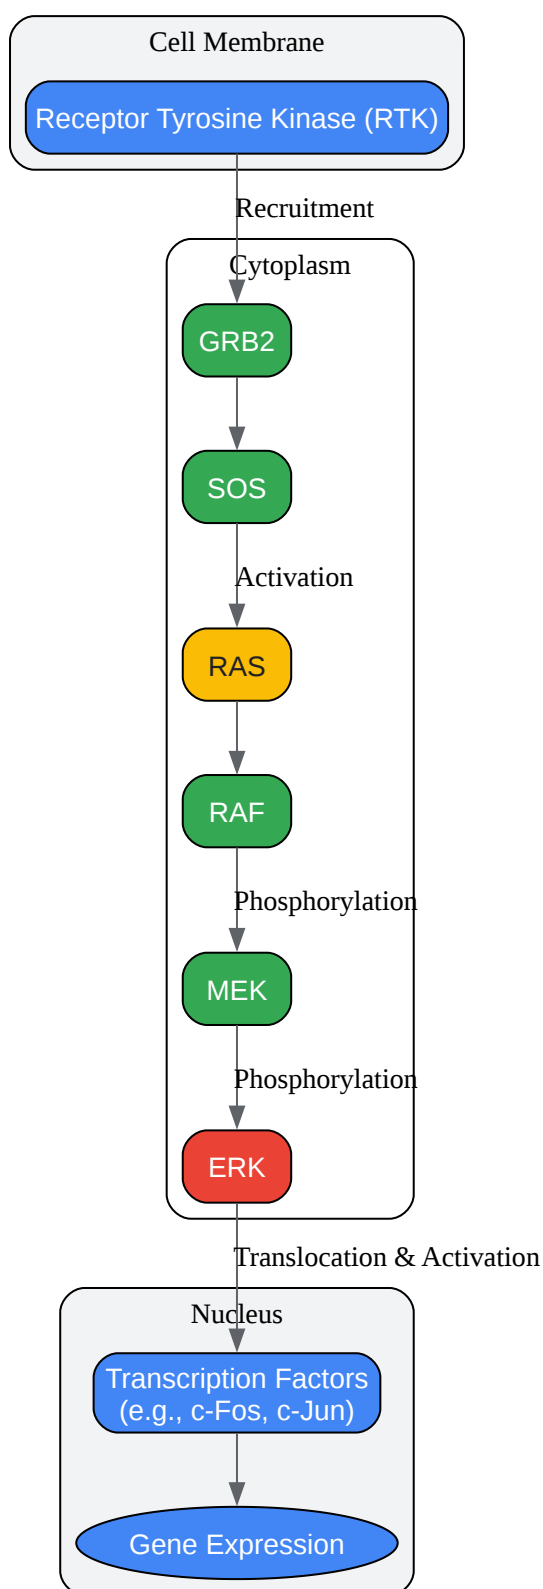 Cell Membrane
Receptor Tyrosine Kinase (RTK)
Recruitment
Cytoplasm
GRB2
SOS
Activation
RAS
RAF
Phosphorylation
MEK
Phosphorylation
ERK
Translocation & Activation
Nucleus
Transcription Factors
(e.g., c-Fos, c-Jun)
Gene Expression